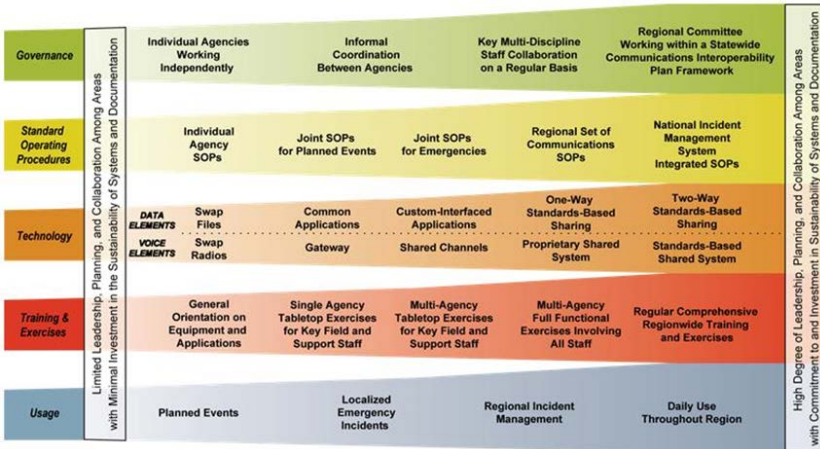 Governance
Limited Leadership, Planning, and Collaboration Among Areas
with Minimal Investment in the Sustainability of Systems and Documentation
Individual Agencies
Working
Independently
Informal
Coordination
Between Agencies
Key Multi-Discipline
Staff Collaboration
on a Regular Basis
Regional Committee
Working within a Statewide
Communications Interoperability
Plan Framework
High Degree of Leadership, Planning, and Collaboration Among Areas
with Commitment to and Investment in Sustainability of Systems and Documentation
Standard
Operating
Procedures
Individual
Agency
SOPs
Joint SOPs
for Planned Events
Joint SOPs
for Emergencies
Regional Set of
Communications
SOPs
National Incident
Management
System
Integrated SOPs
Technology
DATA
ELEMENTS
Swap
Files
Common
Applications
Custom-Interfaced
Applications
One-Way
Standards-Based
Sharing
Two-Way
Standards-Based
Sharing
VOICE
ELEMENTS
Swap
Radios
Gateway
Shared Channels
Proprietary Shared
System
Standards-Based
Shared System
Training &
Exercises
General
Orientation on
Equipment and
Applications
Single Agency
Tabletop Exercises
for Key Field and
Support Staff
Multi-Agency
Tabletop Exercises
for Key Field and
Support Staff
Multi-Agency
Full Functional
Exercises Involving
All Staff
Regular Comprehensive
Regionwide Training
and Exercises
Usage
Planned Events
Localized
Emergency
Incidents
Regional Incident
Management
Daily Use
Throughout Region